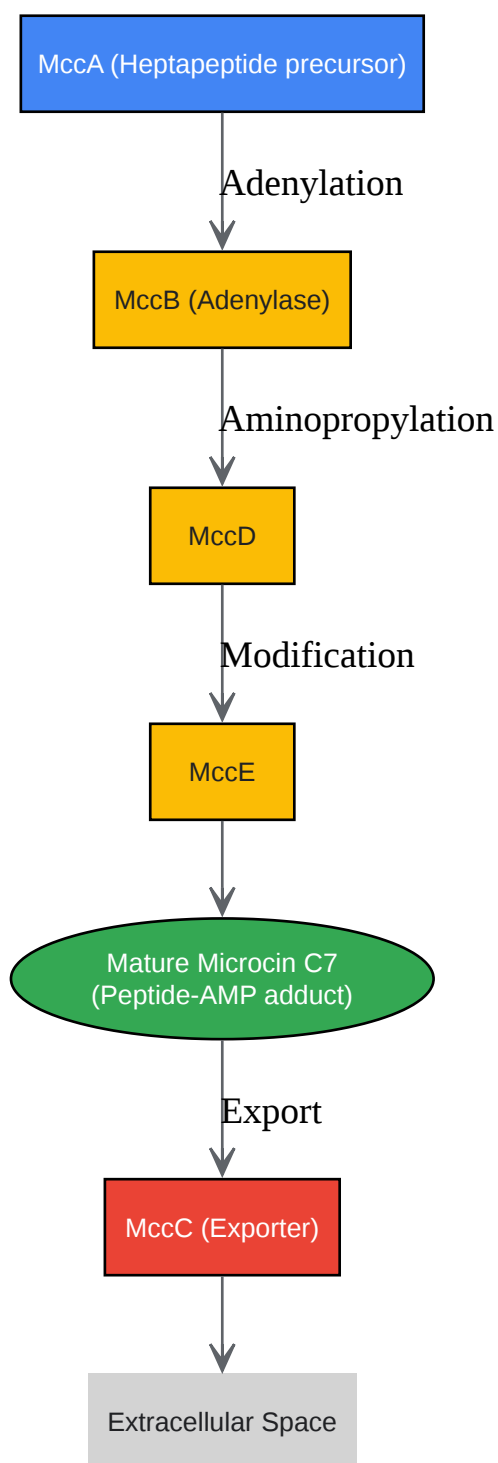 MccA (Heptapeptide precursor)
Adenylation
MccB (Adenylase)
Aminopropylation
MccD
Modification
MccE
Mature Microcin C7
(Peptide-AMP adduct)
Export
MccC (Exporter)
Extracellular Space